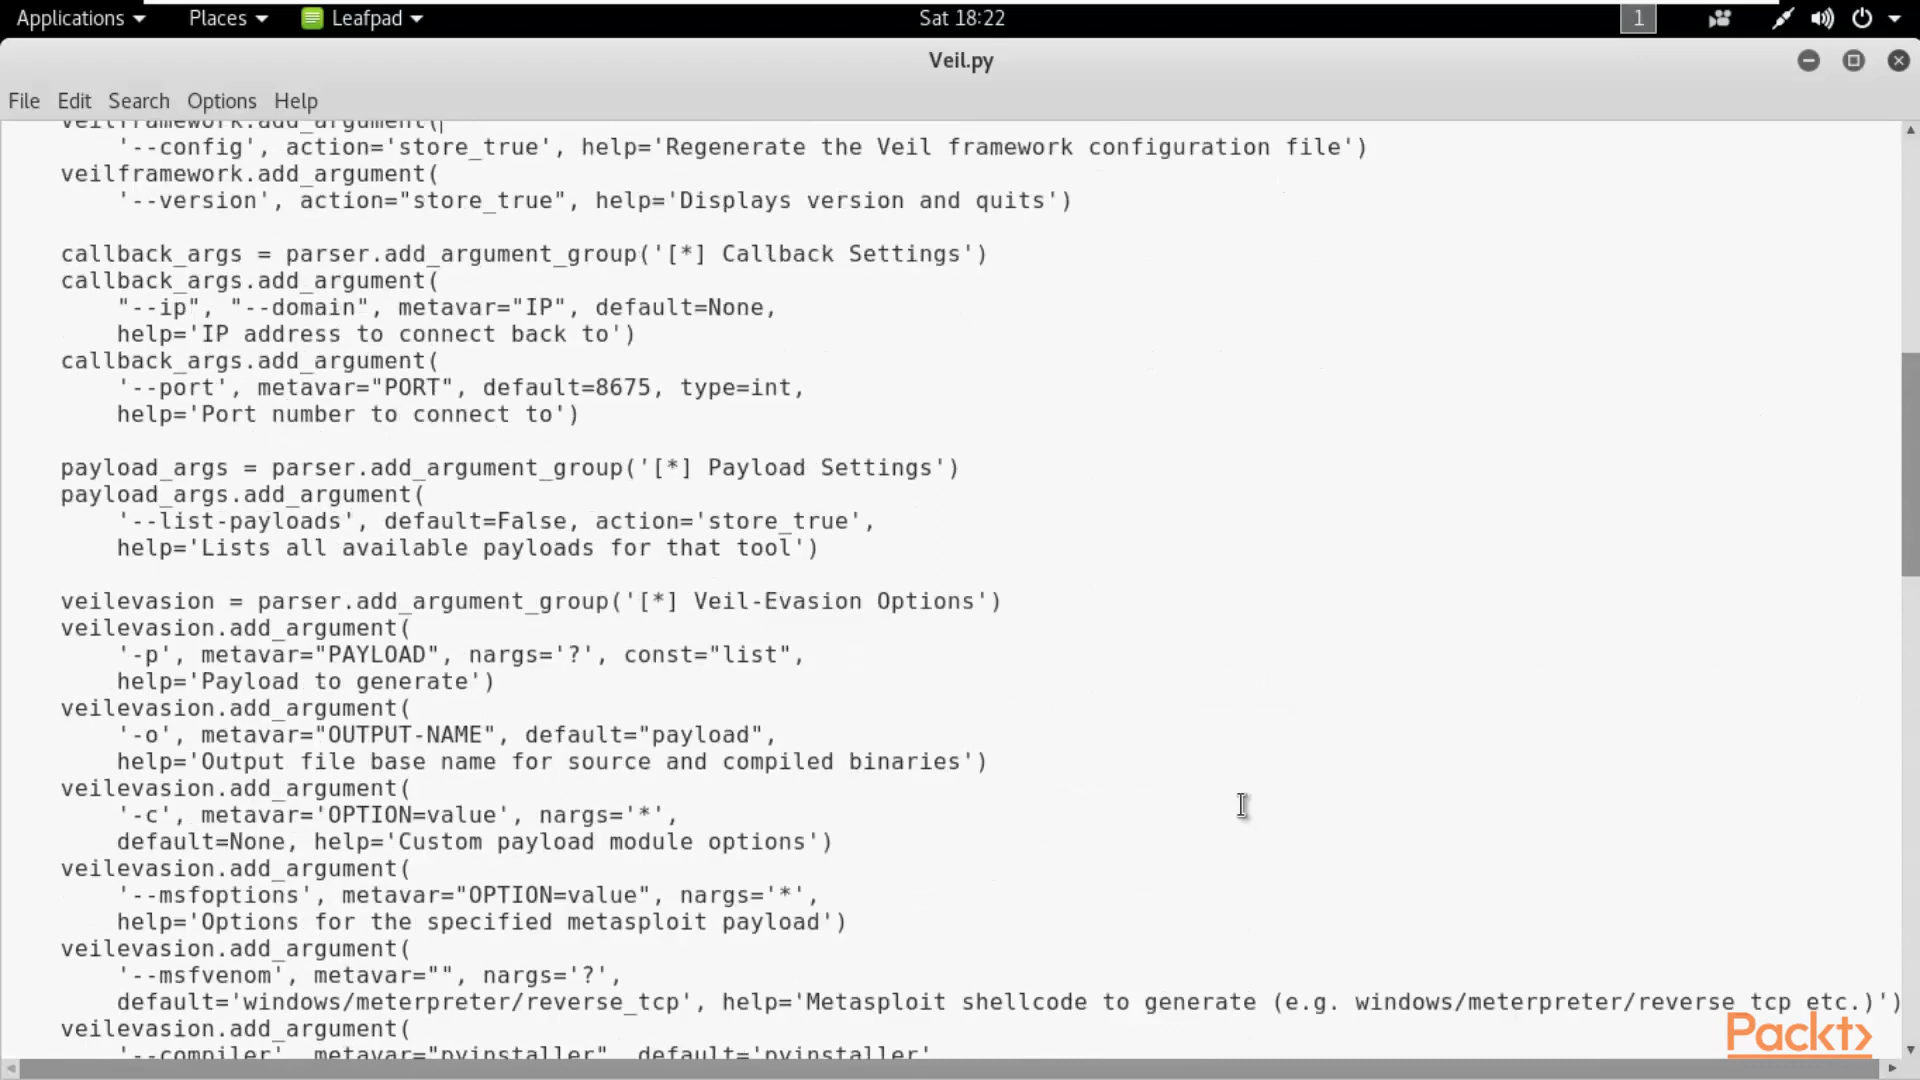 Applications Places Leafpad Sat 18:22 1
Veil.py
File Edit Search Options Help
veilframework.add_argument(
'--config', action='store_true', help='Regenerate the Veil framework configuration file')
veilframework.add_argument(
'--version', action="store_true", help='Displays version and quits')
callback_args = parser.add_argument_group('[*] Callback Settings')
callback_args.add_argument(
"--ip", "--domain", metavar="IP", default=None,
help='IP address to connect back to')
callback_args.add_argument(
'--port', metavar="PORT", default=8675, type=int,
help='Port number to connect to')
payload_args = parser.add_argument_group('[*] Payload Settings')
payload_args.add_argument(
'--list-payloads', default=False, action='store_true',
help='Lists all available payloads for that tool')
veilevasion = parser.add_argument_group('[*] Veil-Evasion Options')
veilevasion.add_argument(
'-p', metavar="PAYLOAD", nargs='?', const="list",
help='Payload to generate')
veilevasion.add_argument(
'-o', metavar="OUTPUT-NAME", default="payload",
help='Output file base name for source and compiled binaries')
veilevasion.add_argument(
'-c', metavar='OPTION=value', nargs='*',
default=None, help='Custom payload module options')
veilevasion.add_argument(
'--msfoptions', metavar="OPTION=value", nargs='*',
help='Options for the specified metasploit payload')
veilevasion.add_argument(
'--msfvenom', metavar="", nargs='?',
default='windows/meterpreter/reverse_tcp', help='Metasploit shellcode to generate (e.g. windows/meterpreter/reverse_tcp etc.)')
veilevasion.add_argument(
'--compiler', metavar="pyinstaller", default='pyinstaller',
Packt>